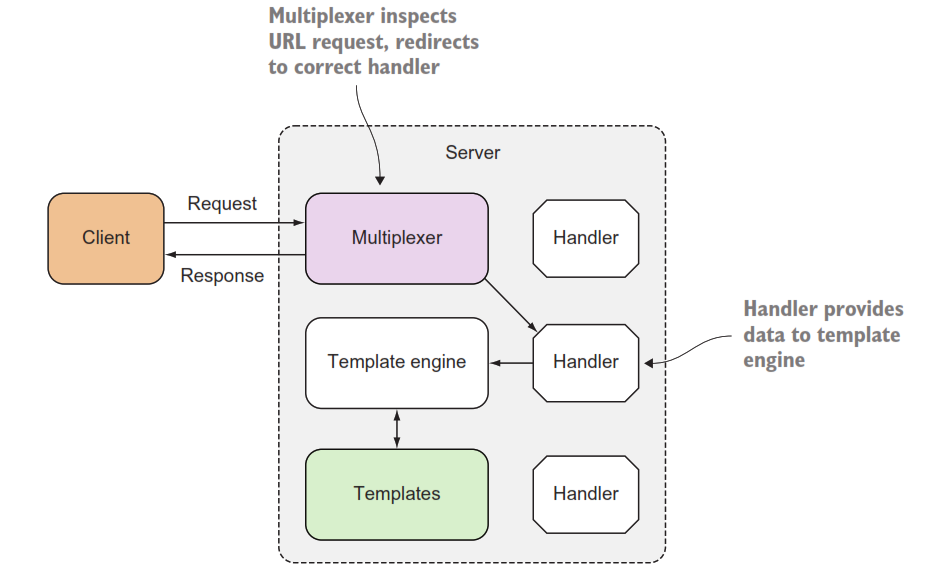 Multiplexer inspects
URL request, redirects
to correct handler
Server
Request
Client
Multiplexer
Handler
Response
Handler provides
data to template
engine
Template engine
Handler
Templates
Handler